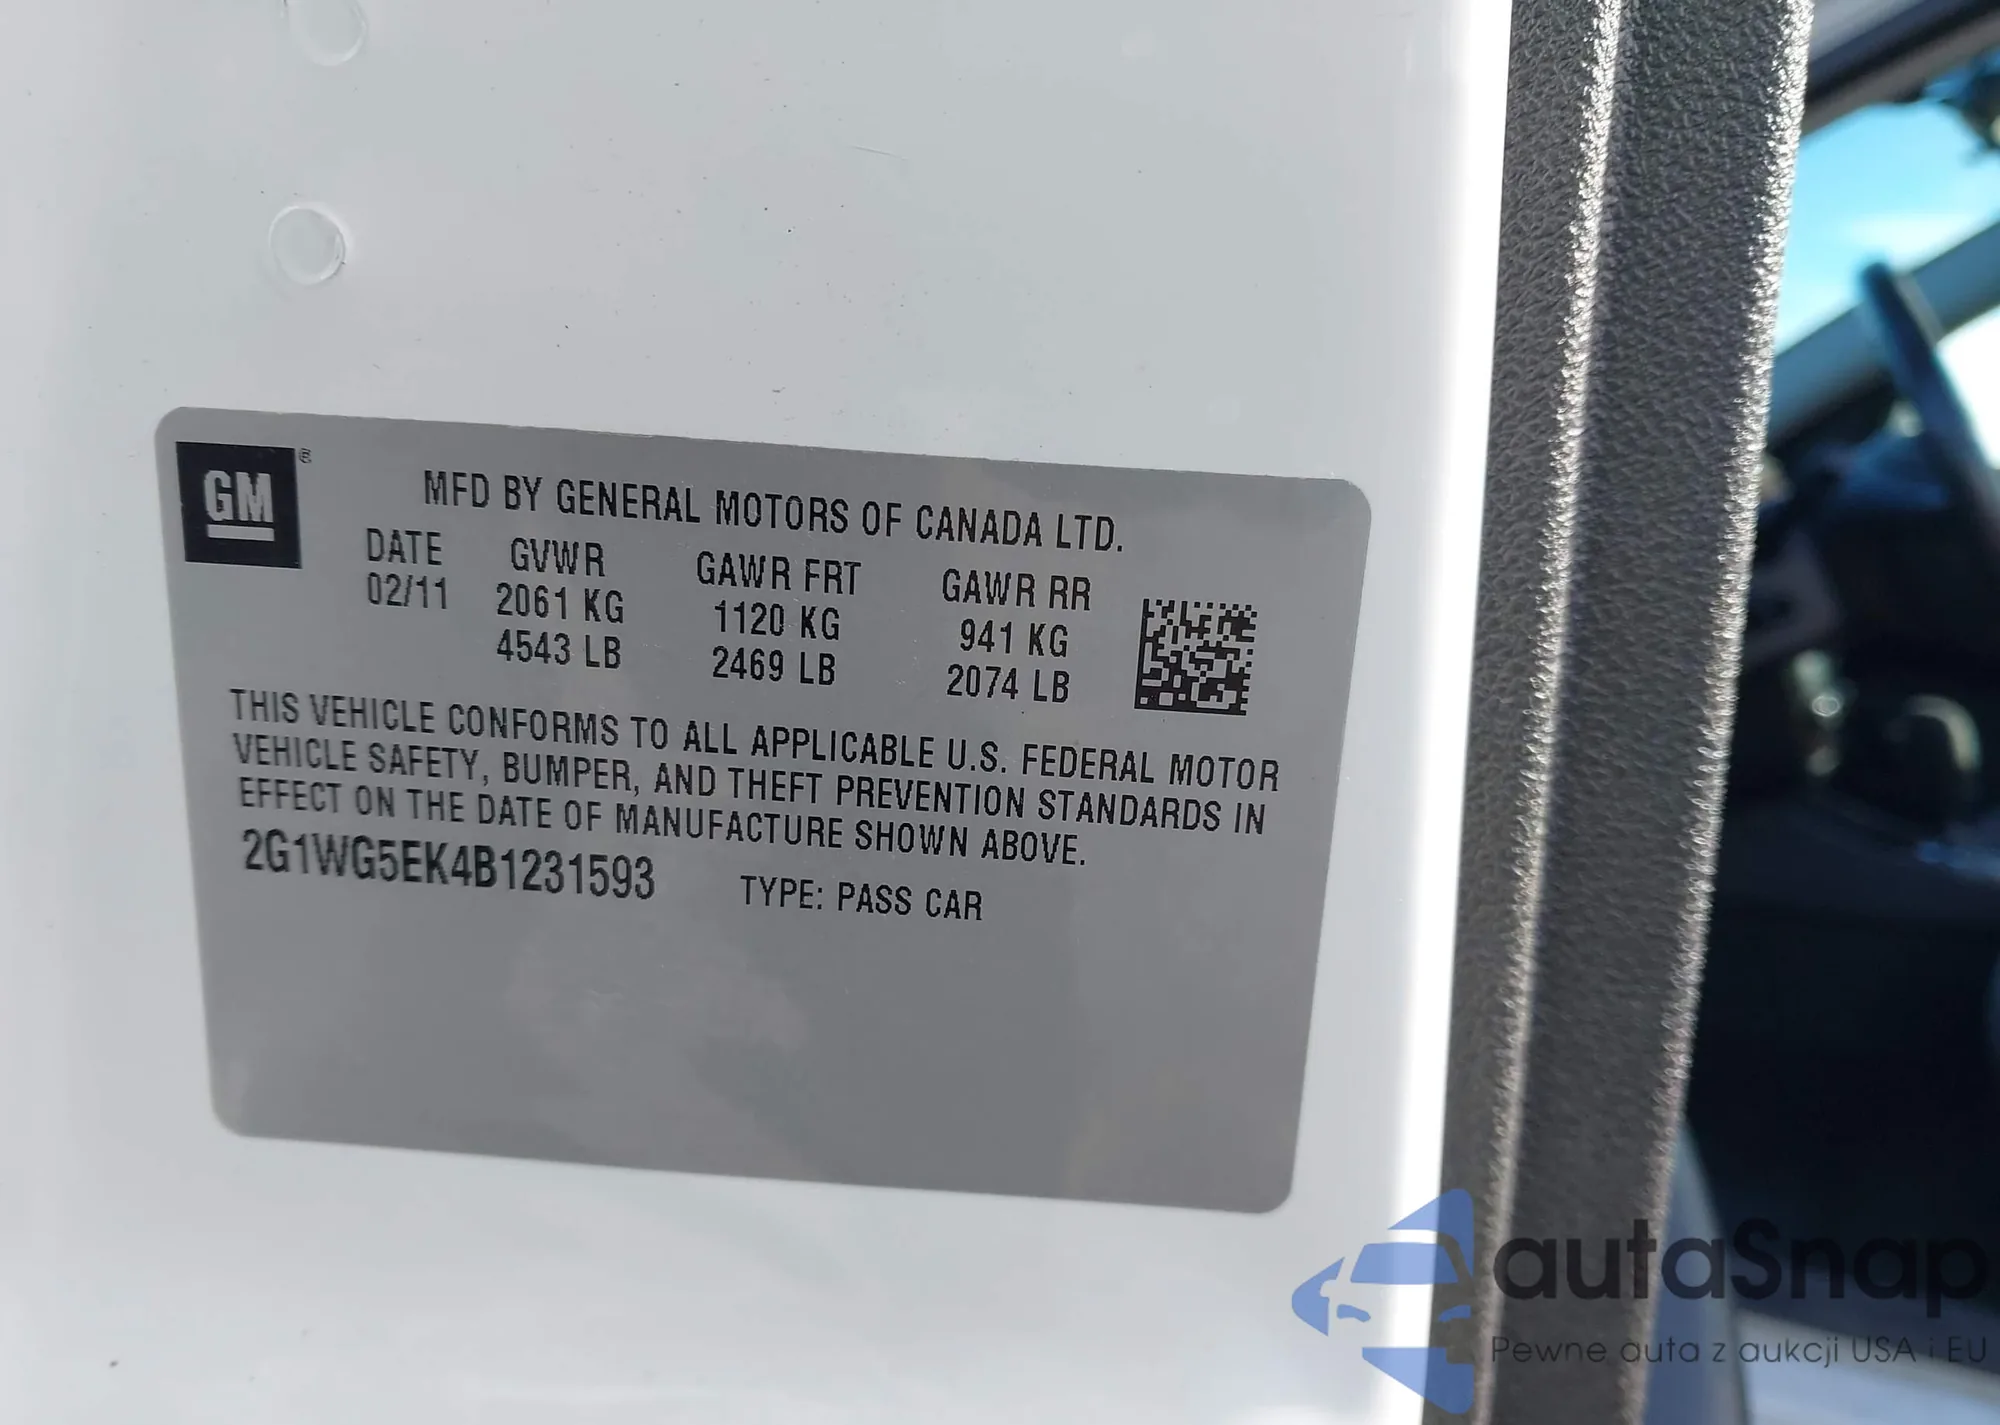 GM
MFD BY GENERAL MOTORS OF CANADA LTD.
DATE GVWR GAWR FRT GAWR RR
02/11 2061 KG 1120 KG 941 KG
4543 LB 2469 LB 2074 LB
THIS VEHICLE CONFORMS TO ALL APPLICABLE U.S. FEDERAL MOTOR
VEHICLE SAFETY, BUMPER, AND THEFT PREVENTION STANDARDS IN
EFFECT ON THE DATE OF MANUFACTURE SHOWN ABOVE.
2G1WG5EK4B1231593 TYPE: PASS CAR
autaSnap
Pewne auta z aukcji USA i EU